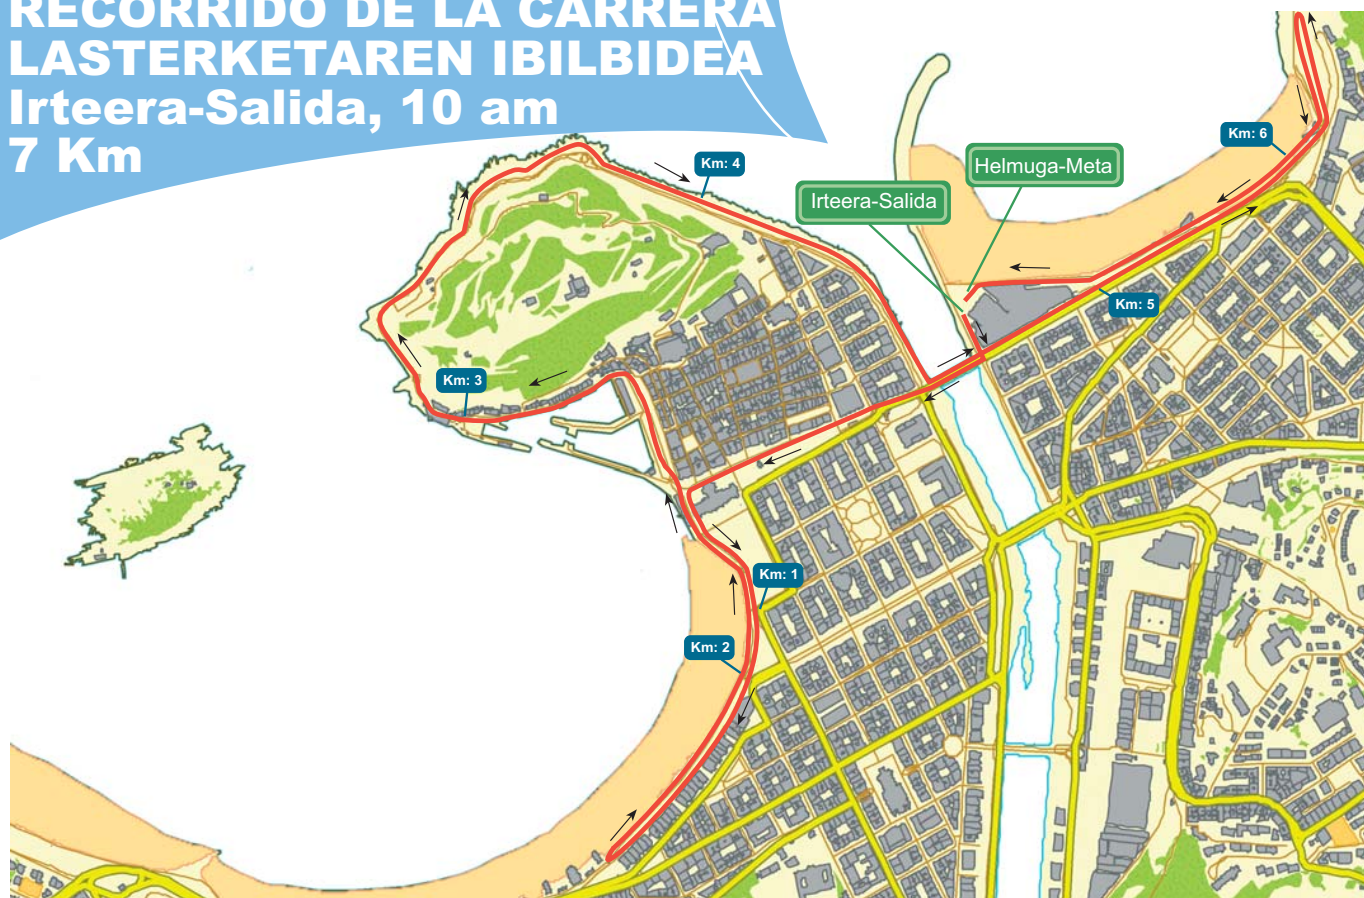 RECORRIDO DE LA CARRERA
LASTERKETAREN IBILBIDEA
Irteera-Salida, 10 am
7 Km
Km: 6
Km: 4
Helmuga-Meta
Irteera-Salida
Km: 5
Km: 3
Km: 1
Km: 2